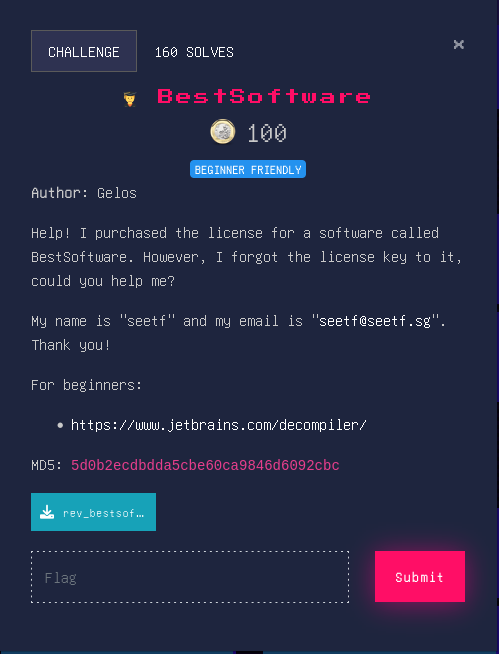 CHALLENGE 160 SOLVES ×
BestSoftware
100
BEGINNER FRIENDLY
Author: Gelos
Help! I purchased the license for a software called
BestSoftware. However, I forgot the license key to it,
could you help me?
My name is "seetf" and my email is "seetf@seetf.sg".
Thank you!
For beginners:
• https://www.jetbrains.com/decompiler/
MD5: 5d0b2ecdbdda5cbe60ca9846d6092cbc
rev_bestsof…
Flag Submit